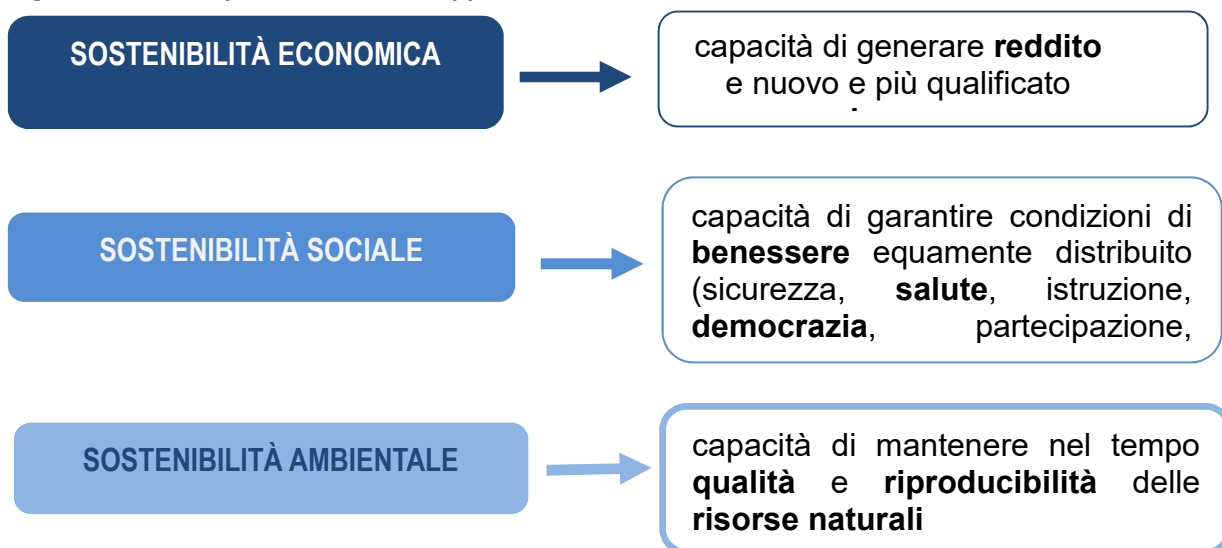 SOSTENIBILITÀ ECONOMICA
capacità di generare reddito
e nuovo e più qualificato
SOSTENIBILITÀ SOCIALE
capacità di garantire condizioni di
benessere equamente distribuito
(sicurezza, salute, istruzione,
democrazia, partecipazione,
SOSTENIBILITÀ AMBIENTALE
capacità di mantenere nel tempo
qualità e riproducibilità delle
risorse naturali